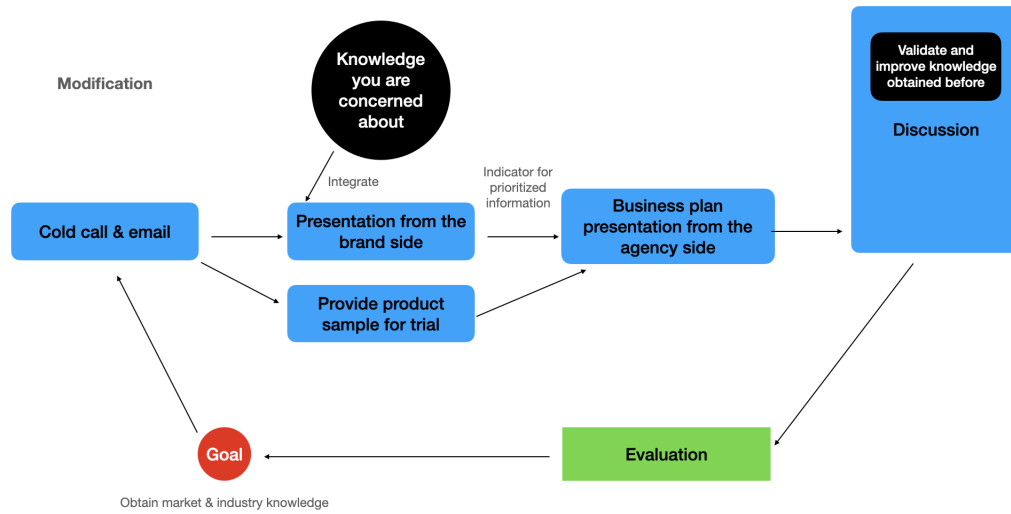 Modification
Knowledge
you are
concerned
about
Validate and
improve knowledge
obtained before
Discussion
Integrate
Indicator for
prioritized
information
Cold call & email
Presentation from the
brand side
Business plan
presentation from the
agency side
Provide product
sample for trial
Goal
Evaluation
Obtain market & industry knowledge